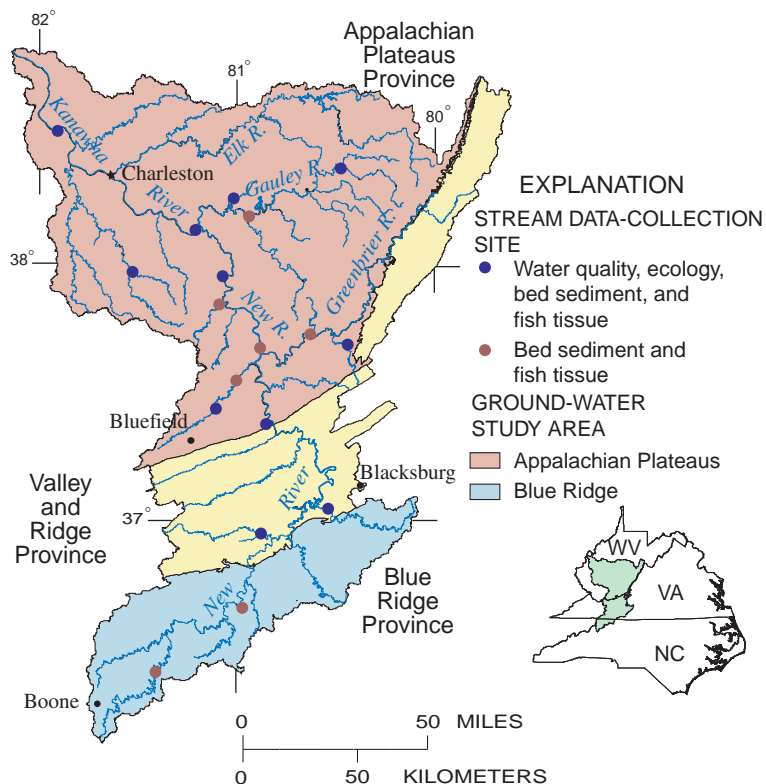 82°
Appalachian
Plateaus
Province
81°
80°
Kanawha
River
Elk R.
Charleston
Gauley R.
Greenbrier R.
38°
New R.
Bluefield
Blacksburg
Valley
and
Ridge
Province
37°
New
River
Blue
Ridge
Province
Boone
EXPLANATION
STREAM DATA-COLLECTION
SITE
Water quality, ecology,
bed sediment, and
fish tissue
Bed sediment and
fish tissue
GROUND-WATER
STUDY AREA
Appalachian Plateaus
Blue Ridge
WV
VA
NC
0 50 MILES
0 50 KILOMETERS